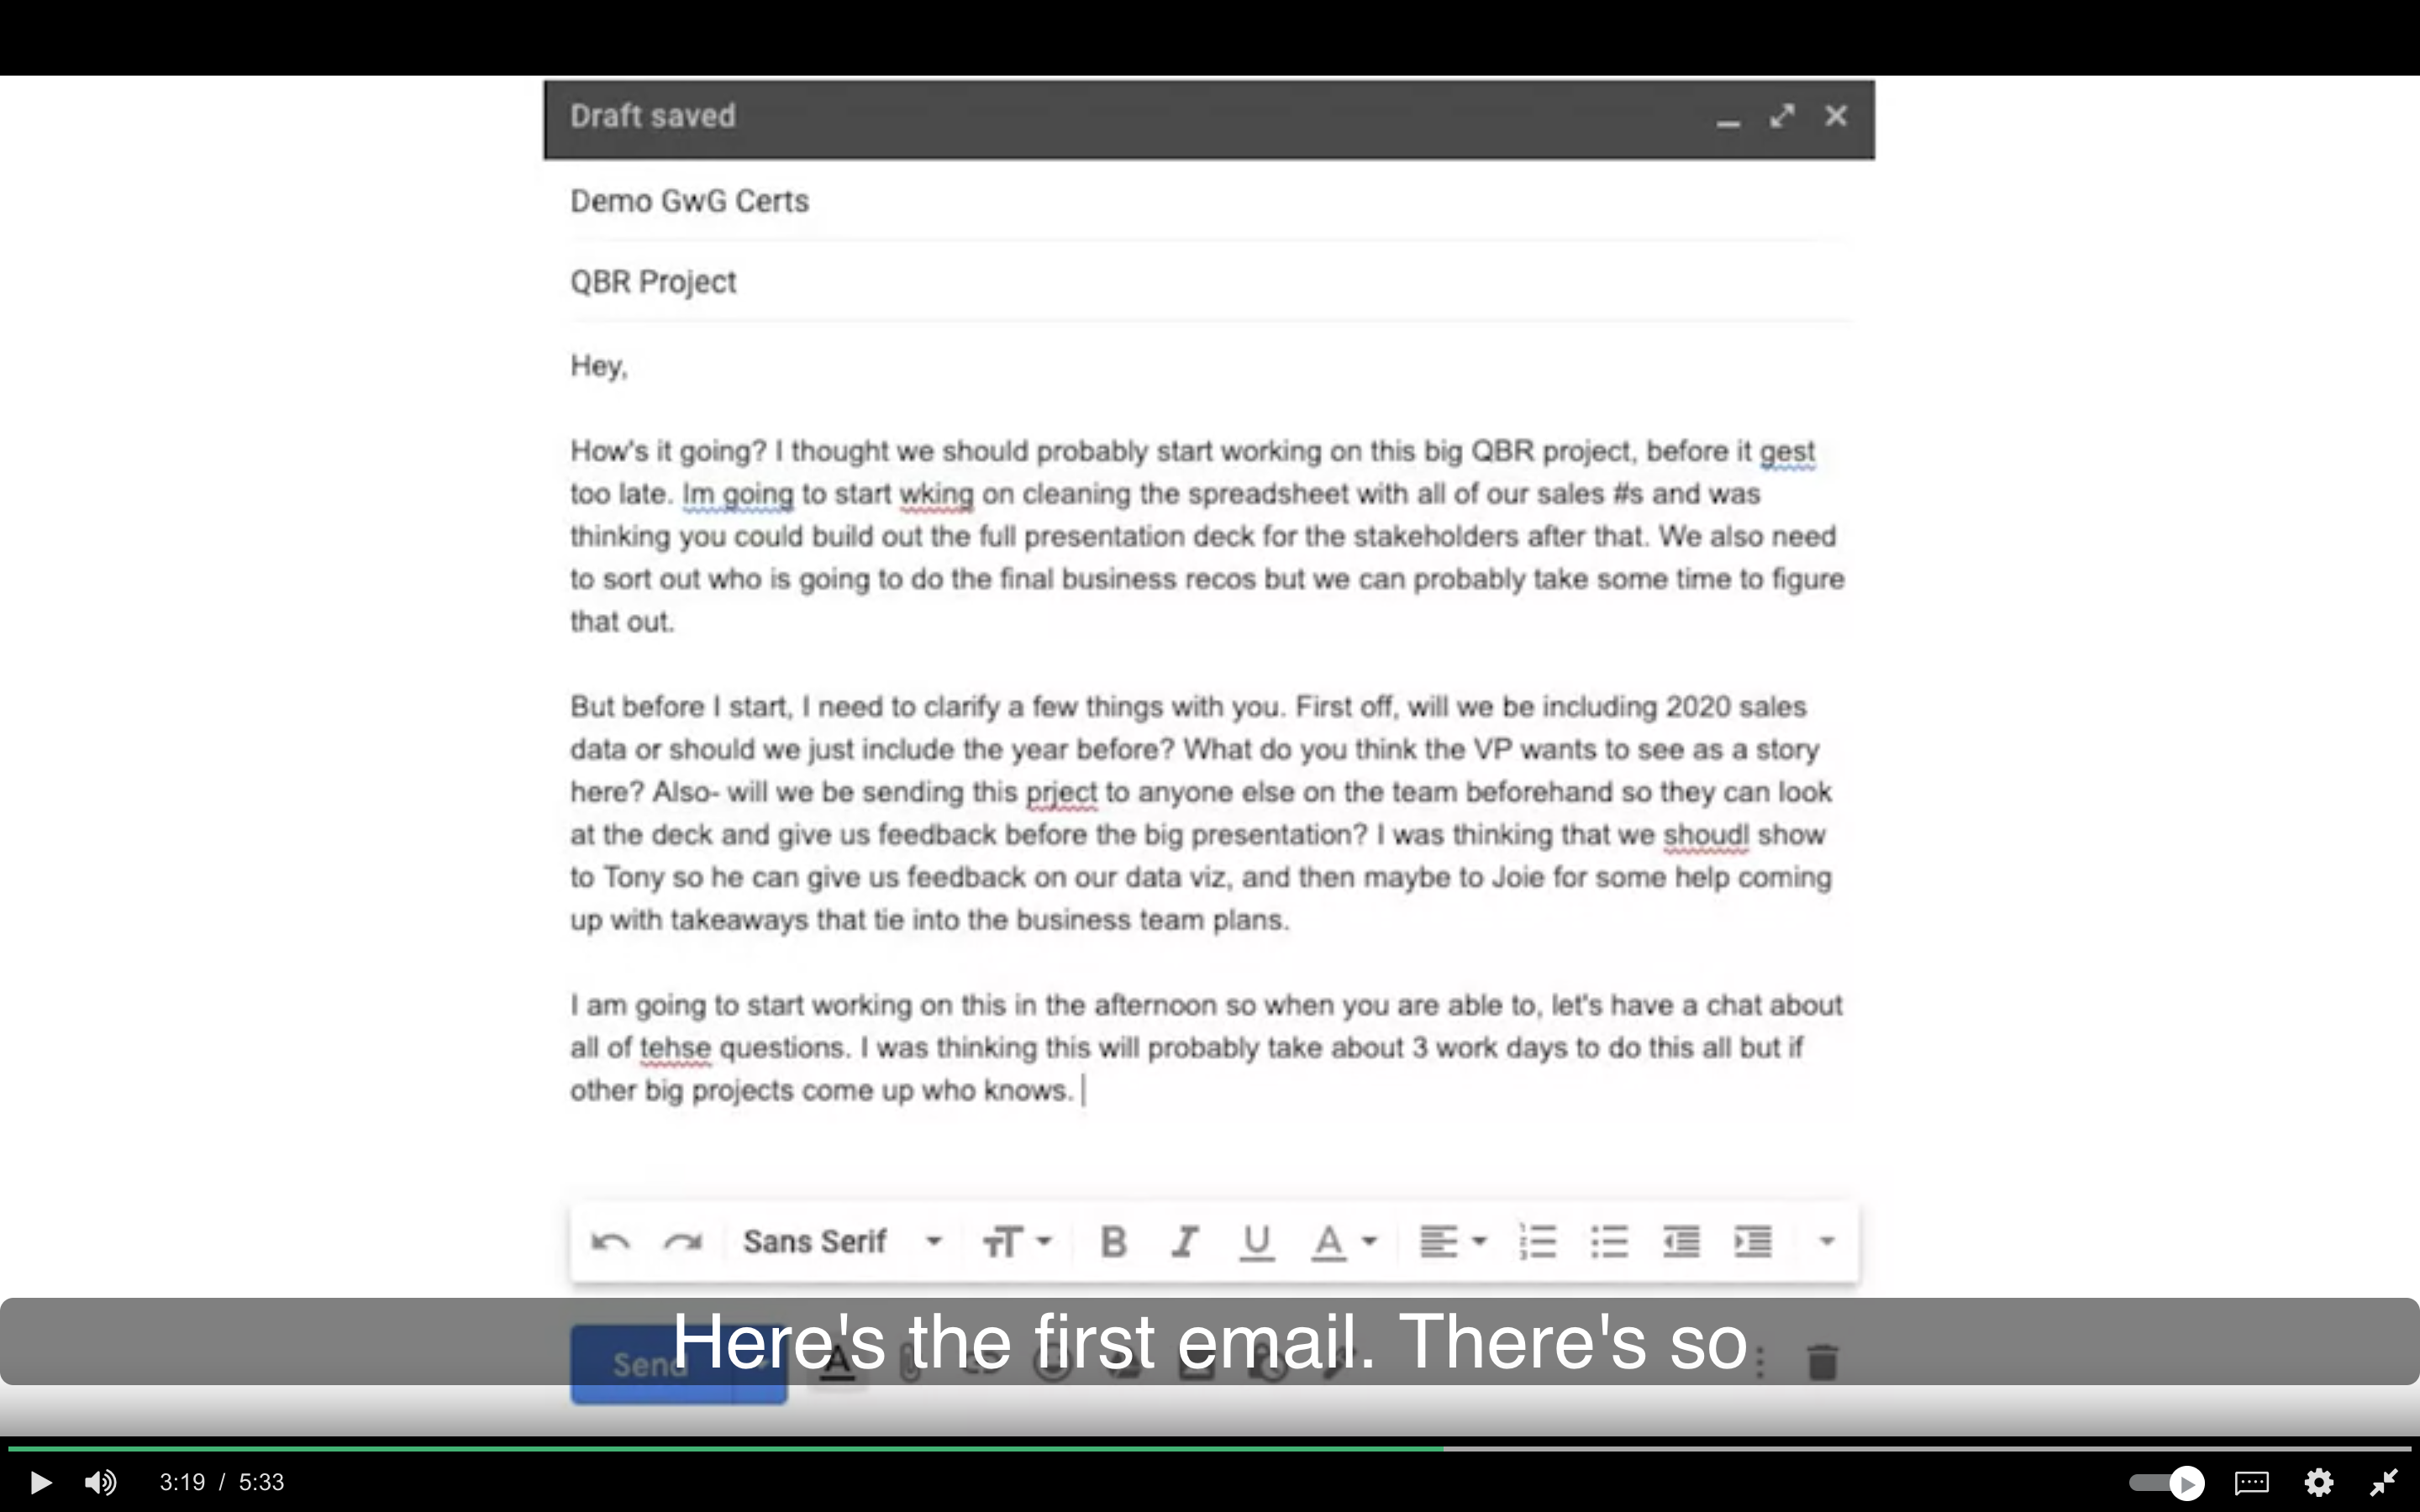 Draft saved
Demo GwG Certs
QBR Project
Hey,
How's it going? I thought we should probably start working on this big QBR project, before it gest
too late. Im going to start wking on cleaning the spreadsheet with all of our sales #s and was
thinking you could build out the full presentation deck for the stakeholders after that. We also need
to sort out who is going to do the final business recos but we can probably take some time to figure
that out.
But before I start, I need to clarify a few things with you. First off, will we be including 2020 sales
data or should we just include the year before? What do you think the VP wants to see as a story
here? Also- will we be sending this prject to anyone else on the team beforehand so they can look
at the deck and give us feedback before the big presentation? I was thinking that we shoudl show
to Tony so he can give us feedback on our data viz, and then maybe to Joie for some help coming
up with takeaways that tie into the business team plans.
I am going to start working on this in the afternoon so when you are able to, let's have a chat about
all of tehse questions. I was thinking this will probably take about 3 work days to do this all but if
other big projects come up who knows.
Sans Serif
Send
Here's the first email. There's so
3:19 / 5:33